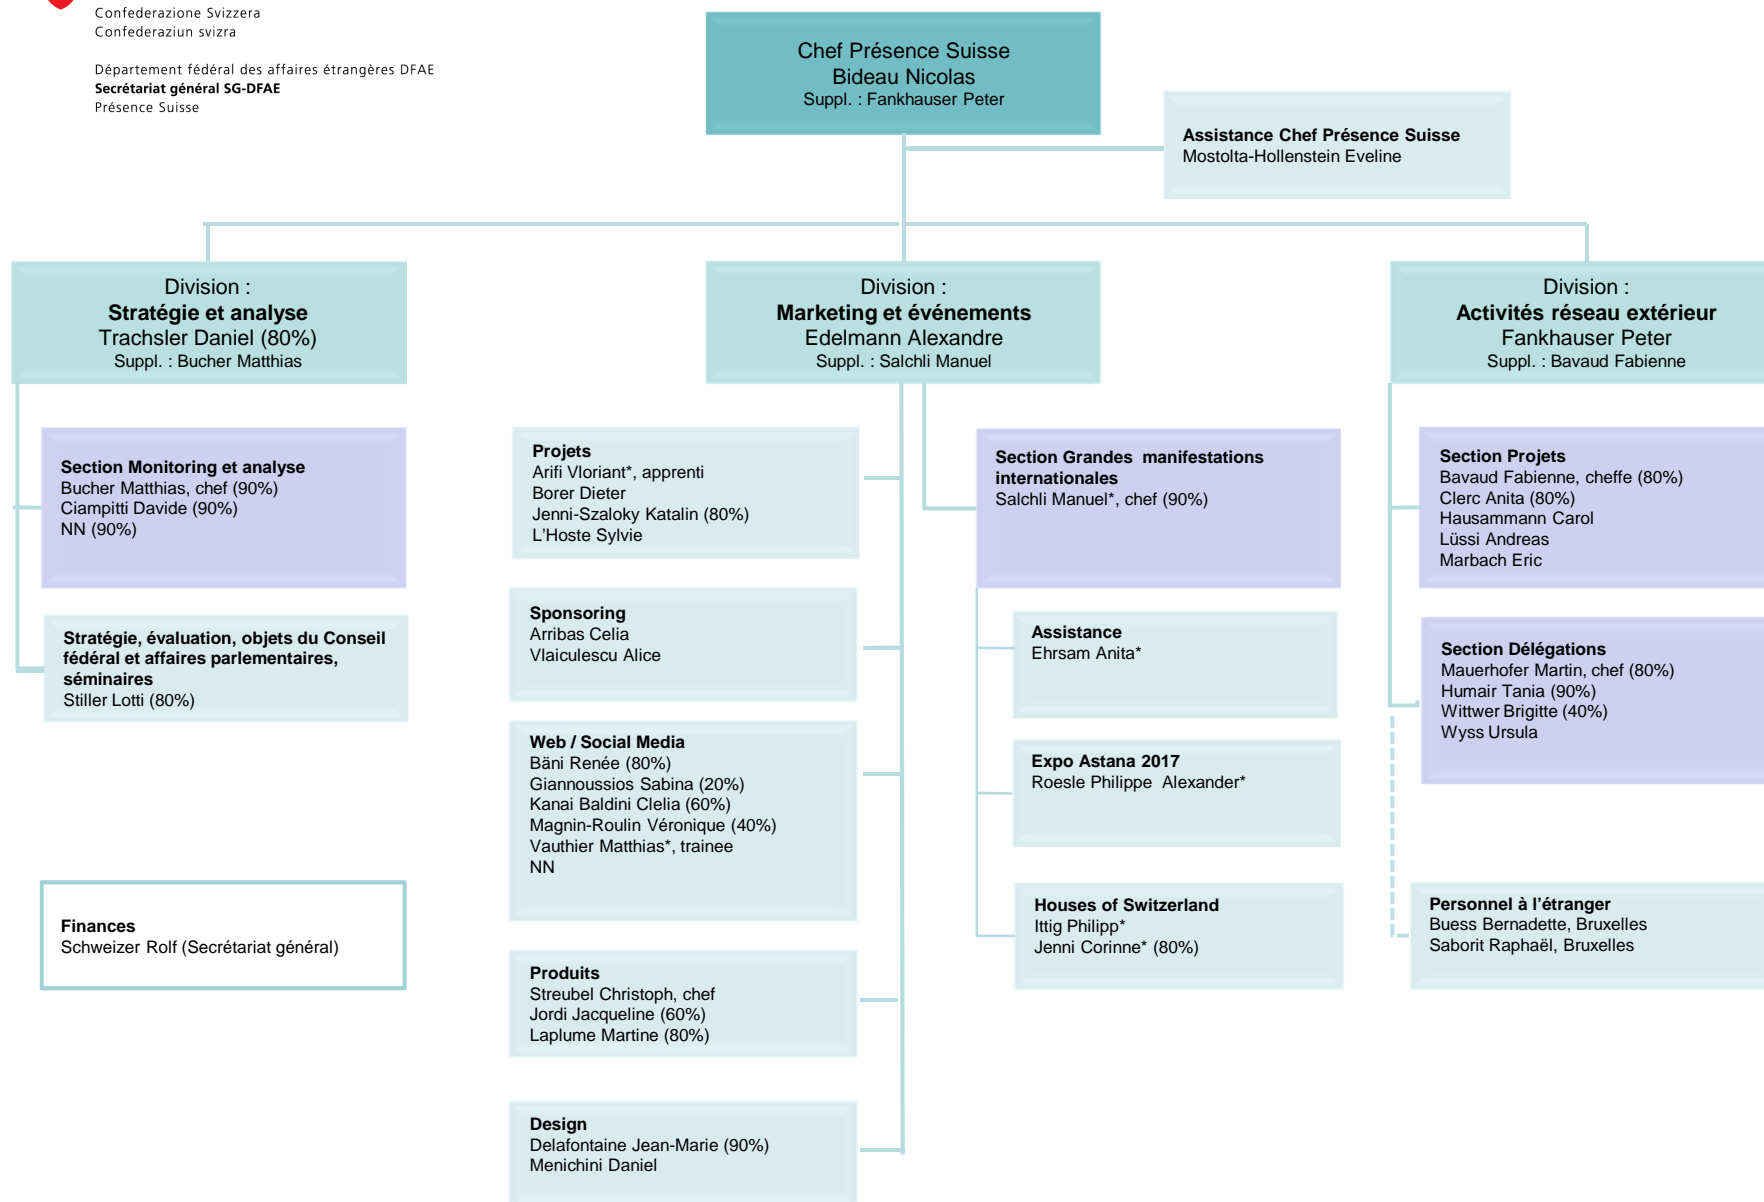 Confederazione Svizzera
Confederaziun svizra
Département fédéral des affaires étrangères DFAE
Secrétariat général SG-DFAE
Présence Suisse
Chef Présence Suisse
Bideau Nicolas
Suppl. : Fankhauser Peter
Assistance Chef Présence Suisse
Mostolta-Hollenstein Eveline
Division :
Stratégie et analyse
Trachsler Daniel (80%)
Suppl. : Bucher Matthias
Division :
Marketing et événements
Edelmann Alexandre
Suppl. : Salchli Manuel
Division :
Activités réseau extérieur
Fankhauser Peter
Suppl. : Bavaud Fabienne
Section Monitoring et analyse
Bucher Matthias, chef (90%)
Ciampitti Davide (90%)
NN (90%)
Stratégie, évaluation, objets du Conseil
fédéral et affaires parlementaires,
séminaires
Stiller Lotti (80%)
Finances
Schweizer Rolf (Secrétariat général)
Projets
Arifi Vloriant*, apprenti
Borer Dieter
Jenni-Szaloky Katalin (80%)
L'Hoste Sylvie
Sponsoring
Arribas Celia
Vlaiculescu Alice
Web / Social Media
Bäni Renée (80%)
Giannoussios Sabina (20%)
Kanai Baldini Clelia (60%)
Magnin-Roulin Véronique (40%)
Vauthier Matthias*, trainee
NN
Produits
Streubel Christoph, chef
Jordi Jacqueline (60%)
Laplume Martine (80%)
Design
Delafontaine Jean-Marie (90%)
Menichini Daniel
Section Grandes manifestations
internationales
Salchli Manuel*, chef (90%)
Assistance
Ehrsam Anita*
Expo Astana 2017
Roesle Philippe Alexander*
Houses of Switzerland
Ittig Philipp*
Jenni Corinne* (80%)
Section Projets
Bavaud Fabienne, cheffe (80%)
Clerc Anita (80%)
Hausammann Carol
Lüssi Andreas
Marbach Eric
Section Délégations
Mauerhofer Martin, chef (80%)
Humair Tania (90%)
Wittwer Brigitte (40%)
Wyss Ursula
Personnel à l'étranger
Buess Bernadette, Bruxelles
Saborit Raphaël, Bruxelles